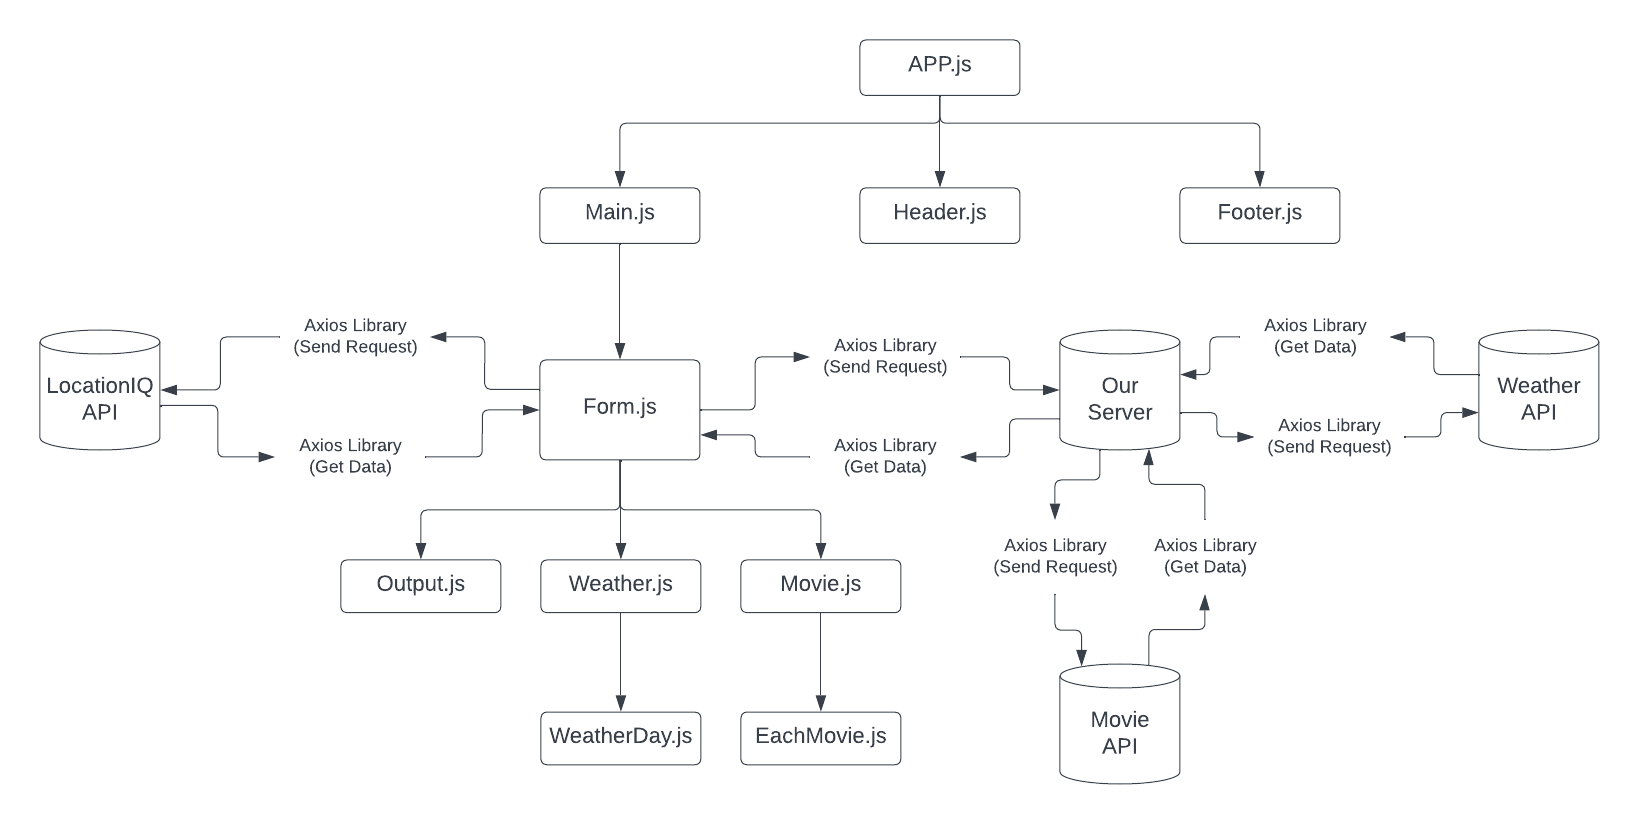 APP.js
Main.js
Header.js
Footer.js
Axios Library
(Send Request)
Axios Library
(Get Data)
LocationIQ
API
Axios Library
(Get Data)
Form.js
Axios Library
(Send Request)
Axios Library
(Get Data)
Our
Server
Axios Library
(Send Request)
Weather
API
Output.js
Weather.js
Movie.js
Axios Library
(Send Request)
Axios Library
(Get Data)
WeatherDay.js
EachMovie.js
Movie
API